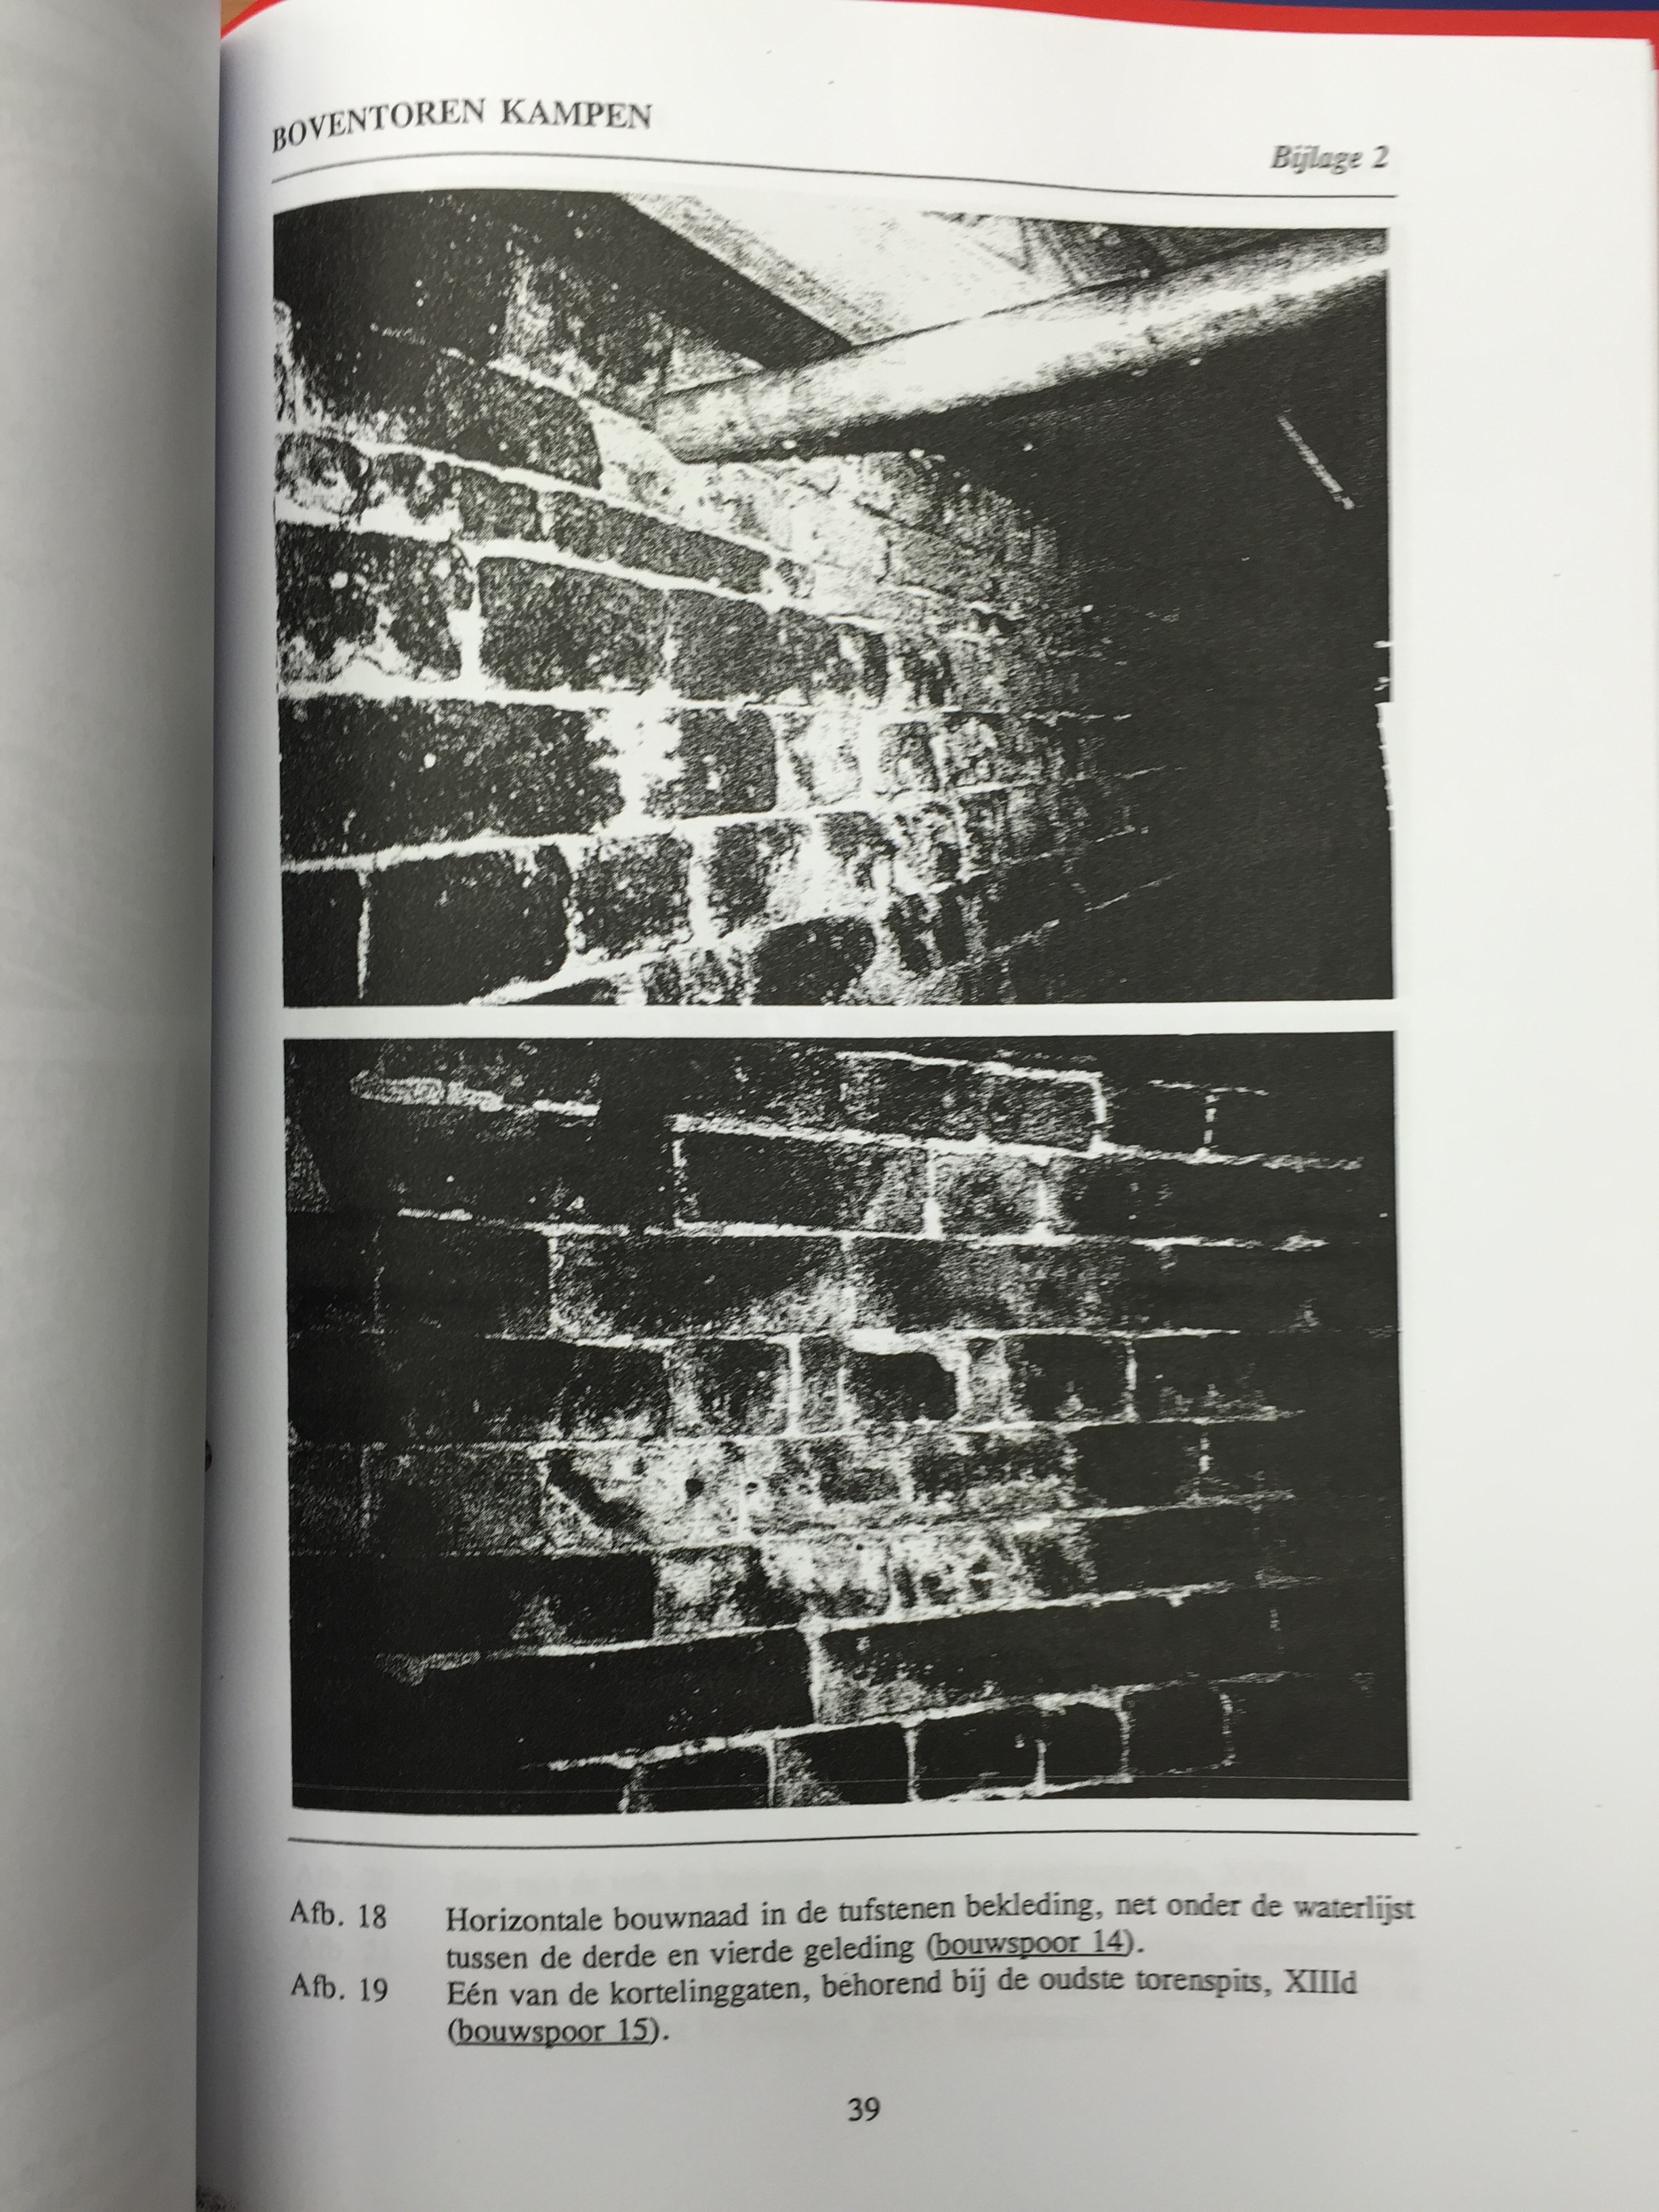 BOVENTOREN KAMPEN
Bijlage 2
Afb. 18 Horizontale bouwnaad in de tufstenen bekleding, net onder de waterlijst
tussen de derde en vierde geleding (bouwspoor 14).
Afb. 19 Eén van de kortelinggaten, behorend bij de oudste torenspits, XIIId
(bouwspoor 15).
39